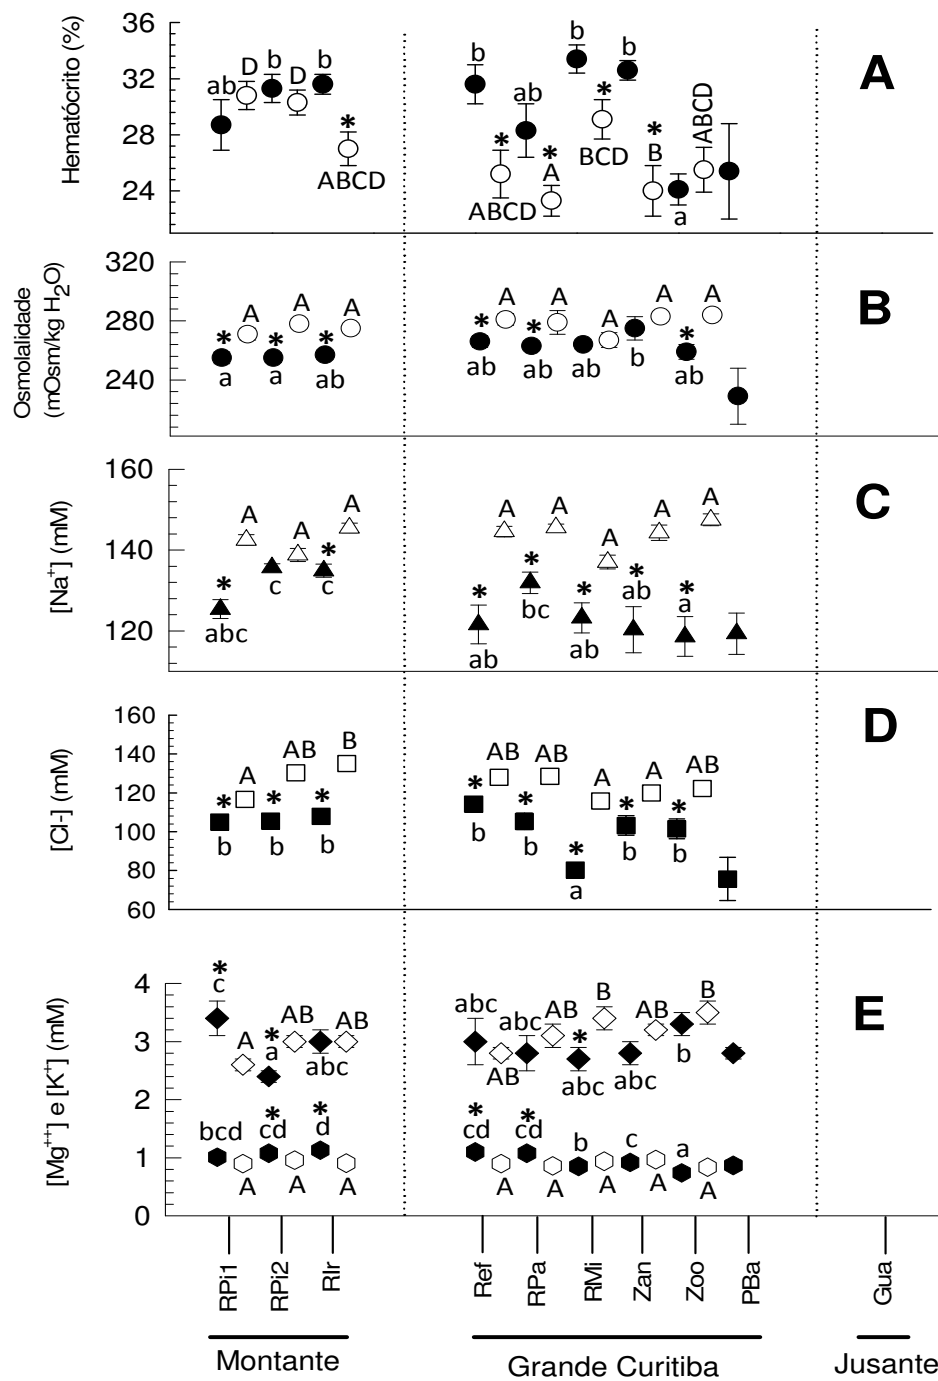 A
Hematócrito (%)
36
32
28
24
ab
D
b
D
b
*
ABCD
b
*
ABCD
ab
*
A
b
*
BCD
b
*
B
a
ABCD
B
Osmolalidade
(mOsm/kg H2O)
320
280
240
A
*
a
A
*
a
A
*
ab
A
*
ab
A
*
ab
A
ab
A
b
A
*
ab
C
[Na+] (mM)
160
140
120
A
*
abc
A
c
A
*
c
A
*
ab
A
*
bc
A
*
ab
A
*
ab
A
*
a
D
[Cl-] (mM)
160
140
120
100
80
60
A
*
b
AB
*
b
B
*
b
AB
*
b
AB
*
b
A
*
a
A
*
b
AB
*
b
E
[Mg++] e [K+] (mM)
4
3
2
1
0
*
c
*
a
AB
AB
abc
abc
AB
abc
AB
*
abc
B
abc
AB
b
B
bcd
A
*
cd
A
*
d
A
*
cd
A
*
cd
A
b
A
c
A
a
A
RPi1
RPi2
RIr
Ref
RPa
RMi
Zan
Zoo
PBa
Gua
Montante
Grande Curitiba
Jusante